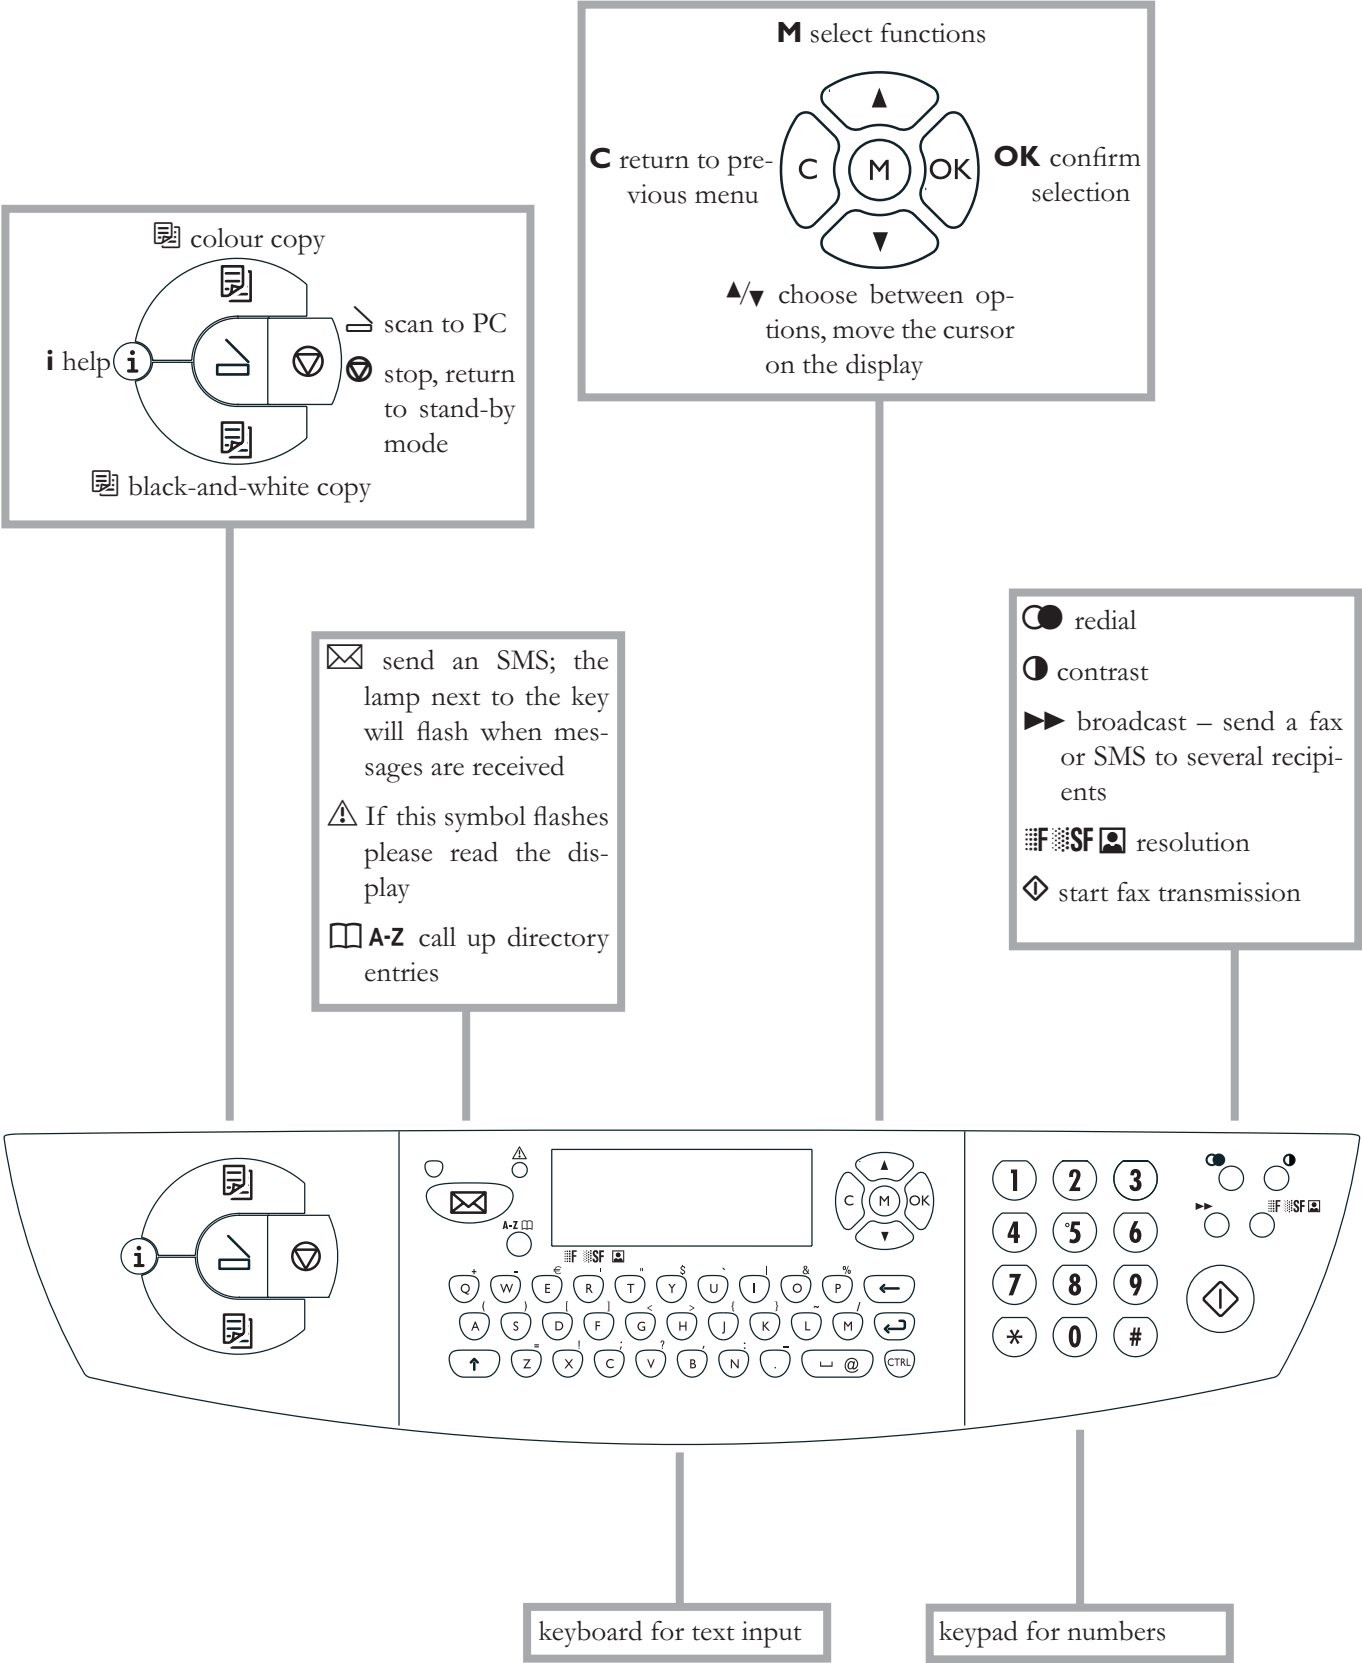 M select functions
C return to pre-
vious menu
C M OK
OK confirm
selection
▲/▼ choose between op-
tions, move the cursor
on the display
colour copy
i help
i
scan to PC
stop, return
to stand-by
mode
black-and-white copy
send an SMS; the
lamp next to the key
will flash when mes-
sages are received
If this symbol flashes
please read the dis-
play
A-Z call up directory
entries
redial
contrast
▶▶ broadcast – send a fax
or SMS to several recipi-
ents
F SF resolution
start fax transmission
i
A-Z
F SF
C M OK
+ - € ' " $ ` | & %
Q W E R T Y U I O P ←
( ) [ ] < > { } ~ /
A S D F G H J K L M ↵
= ! ; ? , : –
↑ Z X C V B N . ⎵ @ CTRL
1 2 3
4 5 6
7 8 9
* 0 #
▶▶ F SF
keyboard for text input
keypad for numbers